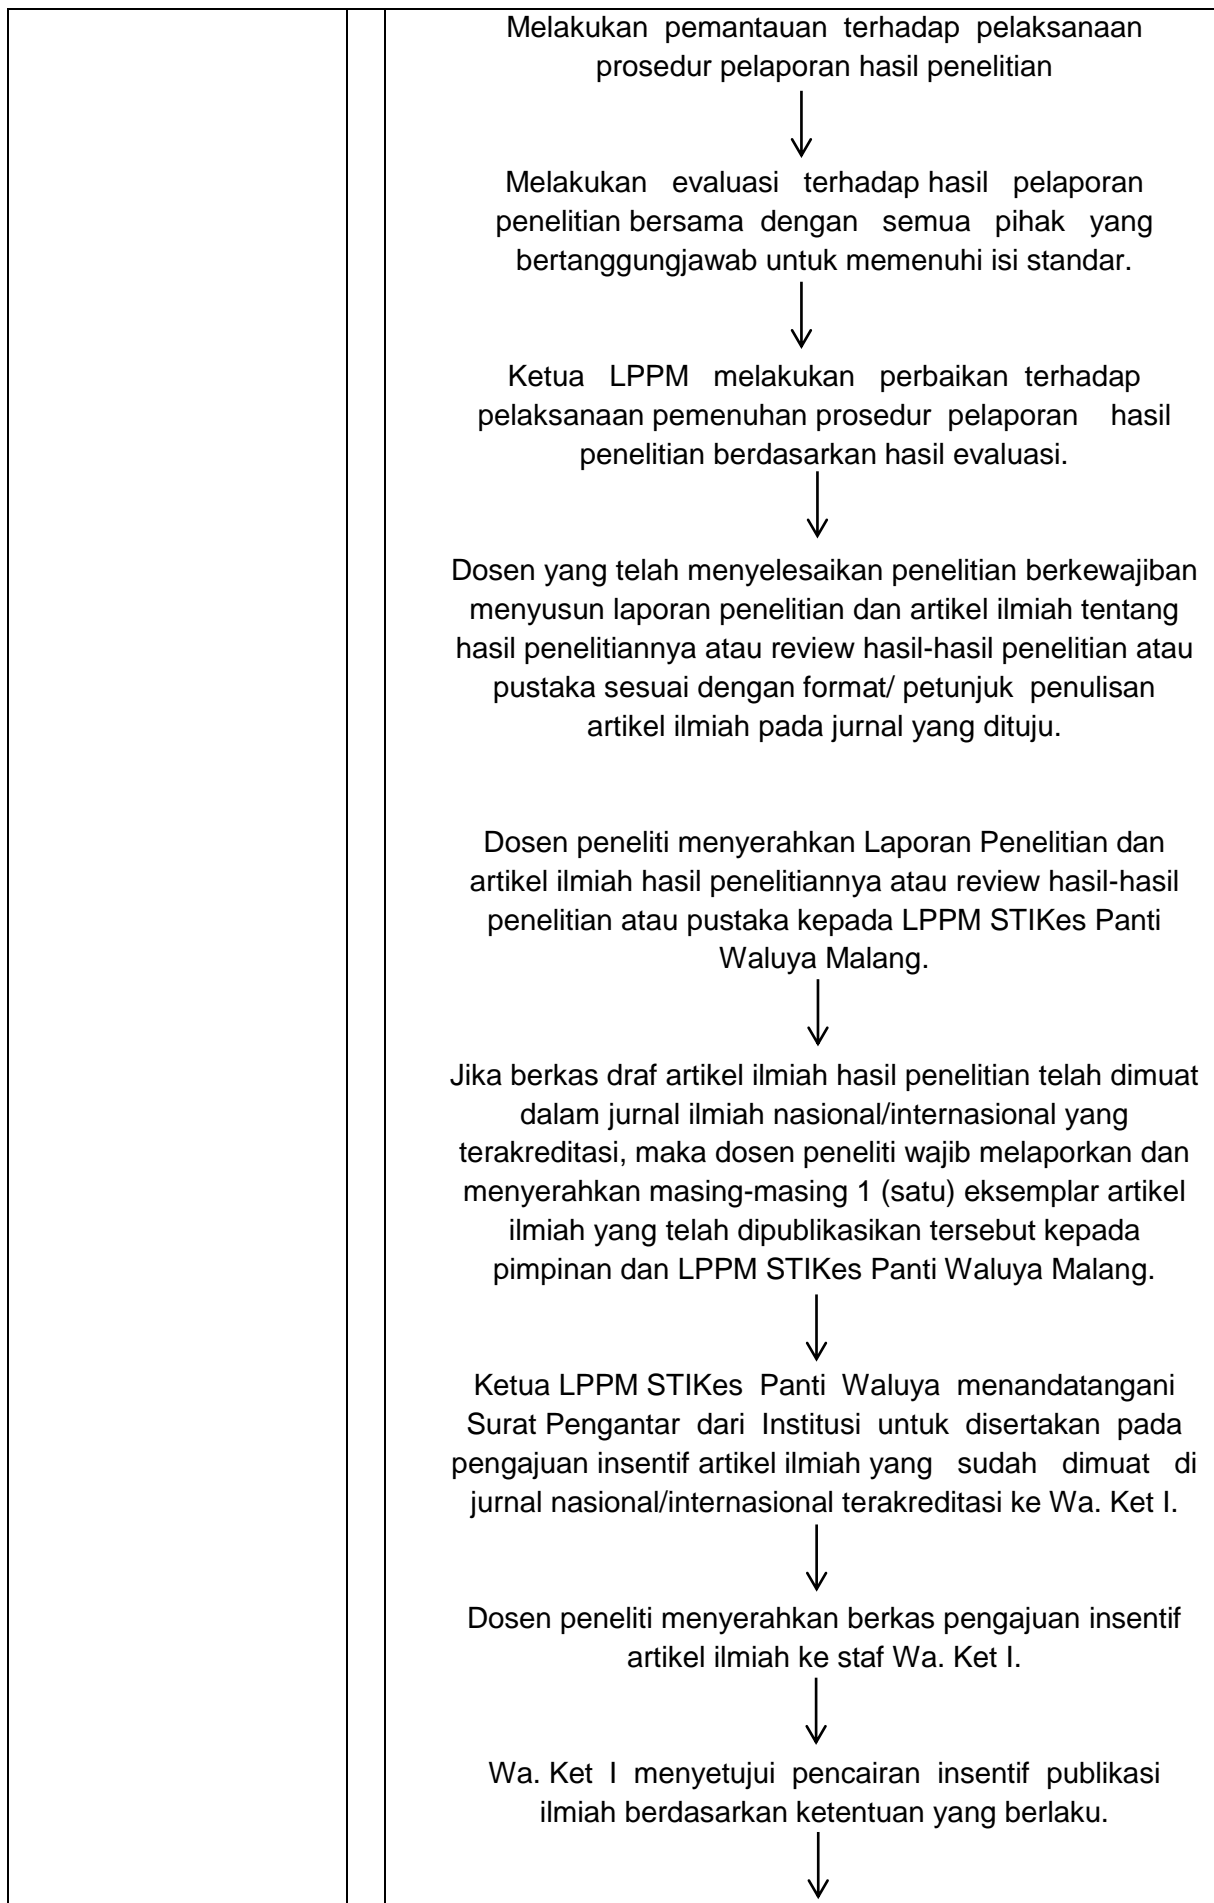 Melakukan pemantauan terhadap pelaksanaan
prosedur pelaporan hasil penelitian
Melakukan evaluasi terhadap hasil pelaporan
penelitian bersama dengan semua pihak yang
bertanggungjawab untuk memenuhi isi standar.
Ketua LPPM melakukan perbaikan terhadap
pelaksanaan pemenuhan prosedur pelaporan hasil
penelitian berdasarkan hasil evaluasi.
Dosen yang telah menyelesaikan penelitian berkewajiban
menyusun laporan penelitian dan artikel ilmiah tentang
hasil penelitiannya atau review hasil-hasil penelitian atau
pustaka sesuai dengan format/ petunjuk penulisan
artikel ilmiah pada jurnal yang dituju.
Dosen peneliti menyerahkan Laporan Penelitian dan
artikel ilmiah hasil penelitiannya atau review hasil-hasil
penelitian atau pustaka kepada LPPM STIKes Panti
Waluya Malang.
Jika berkas draf artikel ilmiah hasil penelitian telah dimuat
dalam jurnal ilmiah nasional/internasional yang
terakreditasi, maka dosen peneliti wajib melaporkan dan
menyerahkan masing-masing 1 (satu) eksemplar artikel
ilmiah yang telah dipublikasikan tersebut kepada
pimpinan dan LPPM STIKes Panti Waluya Malang.
Ketua LPPM STIKes Panti Waluya menandatangani
Surat Pengantar dari Institusi untuk disertakan pada
pengajuan insentif artikel ilmiah yang sudah dimuat di
jurnal nasional/internasional terakreditasi ke Wa. Ket I.
Dosen peneliti menyerahkan berkas pengajuan insentif
artikel ilmiah ke staf Wa. Ket I.
Wa. Ket I menyetujui pencairan insentif publikasi
ilmiah berdasarkan ketentuan yang berlaku.